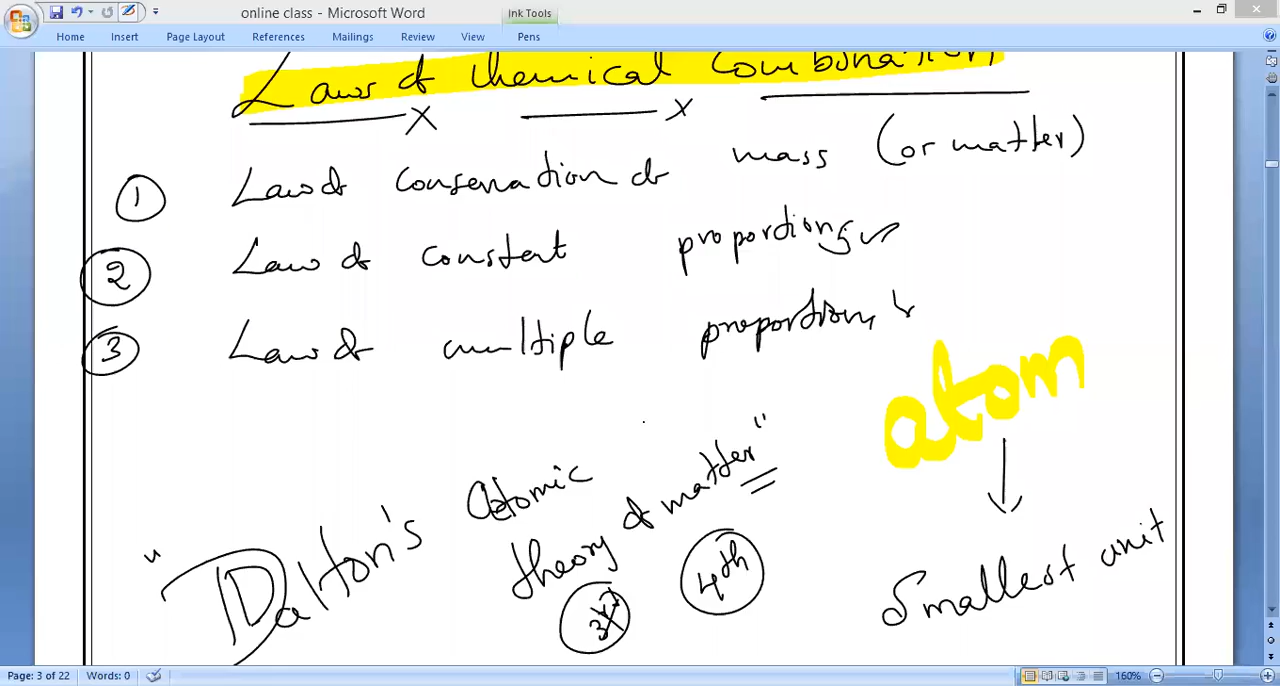 online class - Microsoft Word
Ink Tools
Home Insert Page Layout References Mailings Review View Pens
Laws of chemical Combination
1 Law of conservation of mass (or matter)
2 Law of constant proportions
3 Law of multiple proportions
atom
"Dalton's atomic theory of matter"
4th
smallest unit
Page: 3 of 22 Words: 0 160%